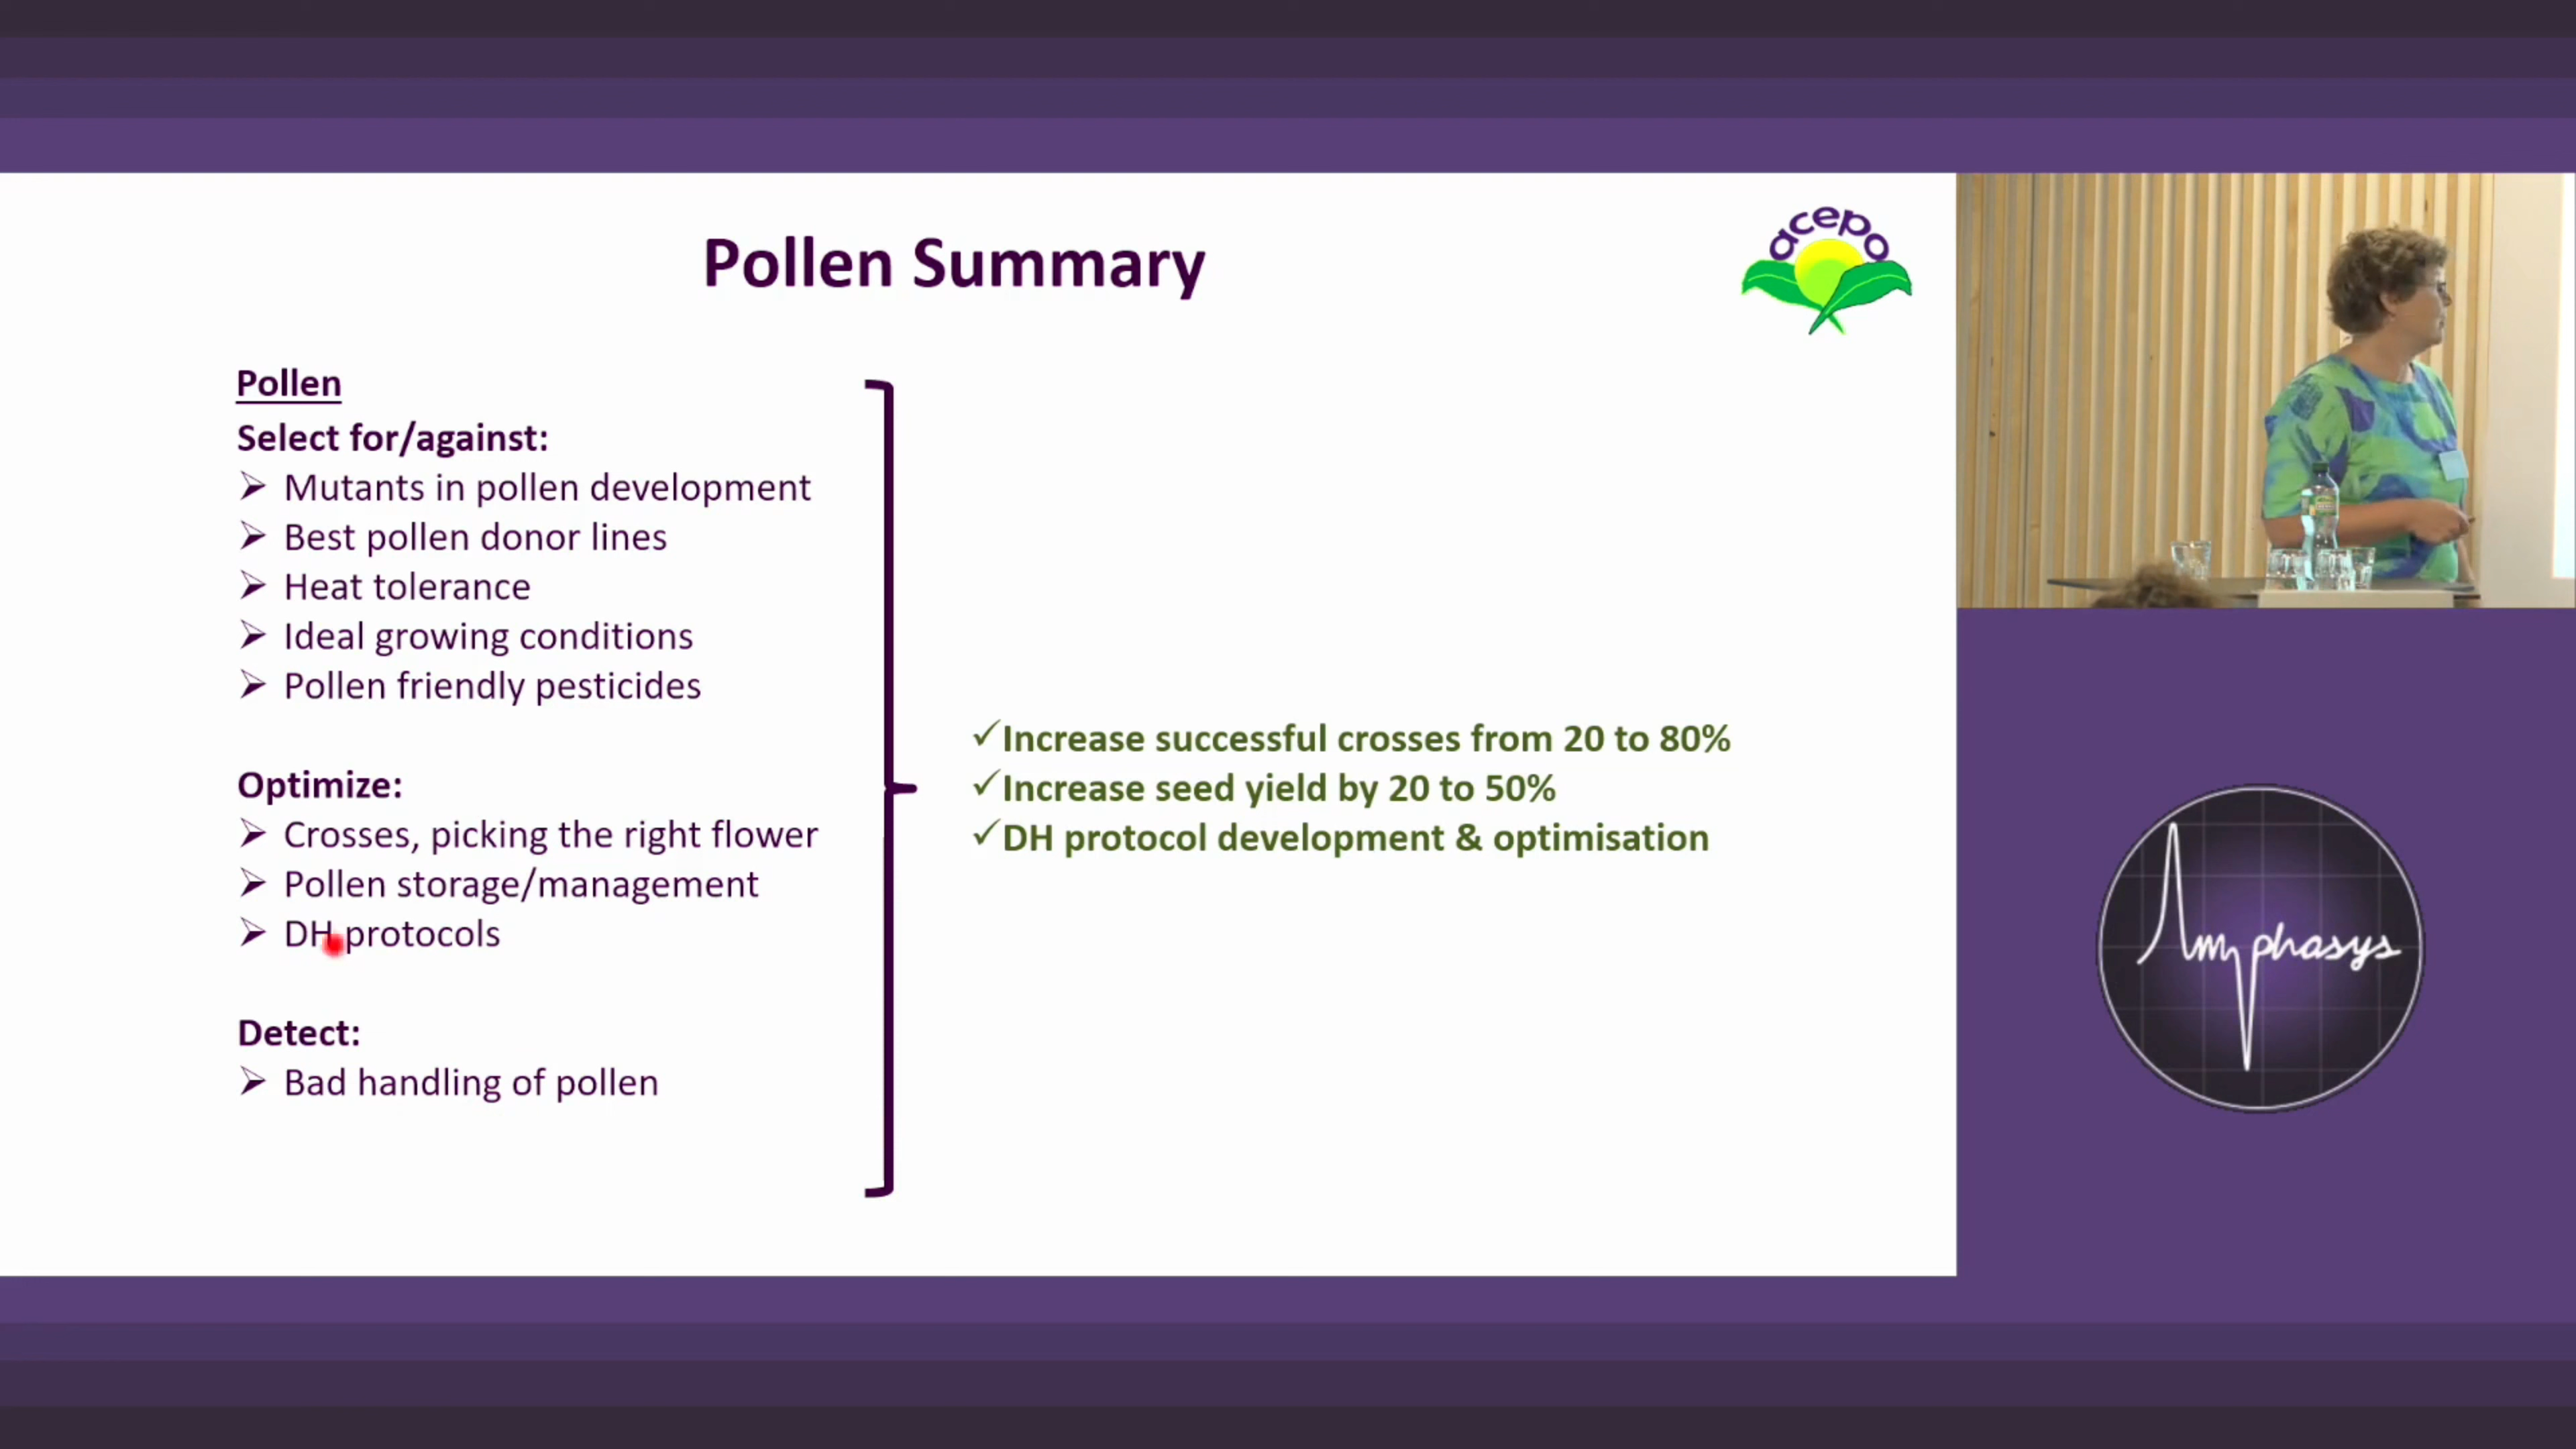 Pollen Summary
acepo
Pollen
Select for/against:
➢ Mutants in pollen development
➢ Best pollen donor lines
➢ Heat tolerance
➢ Ideal growing conditions
➢ Pollen friendly pesticides
Optimize:
➢ Crosses, picking the right flower
➢ Pollen storage/management
➢ DH protocols
Detect:
➢ Bad handling of pollen
✓Increase successful crosses from 20 to 80%
✓Increase seed yield by 20 to 50%
✓DH protocol development & optimisation
Amphasys